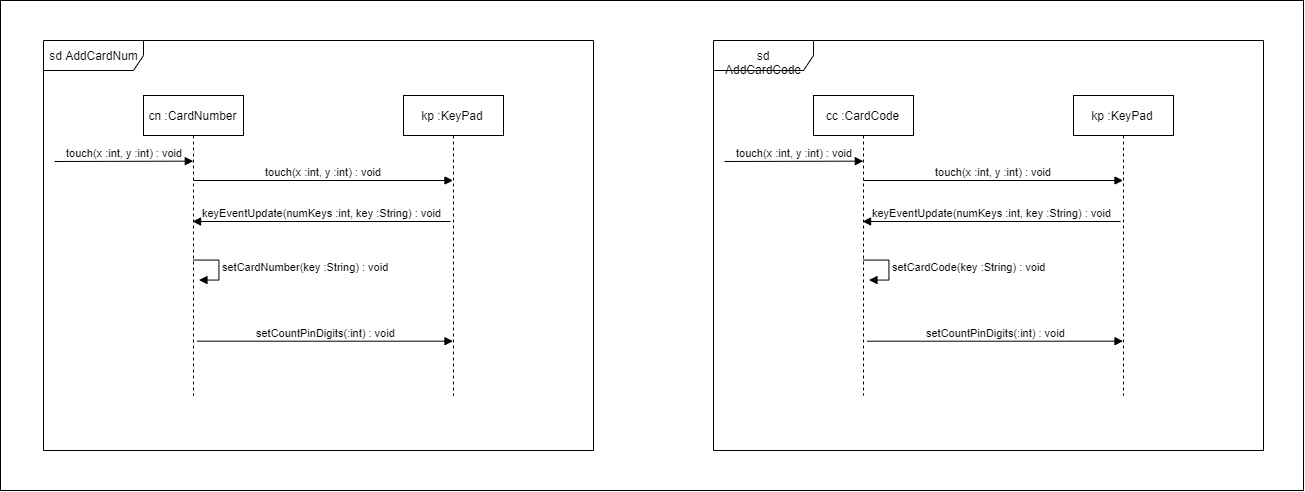 sd AddCardNum
cn :CardNumber
kp :KeyPad
touch(x :int, y :int) : void
touch(x :int, y :int) : void
keyEventUpdate(numKeys :int, key :String) : void
setCardNumber(key :String) : void
setCountPinDigits(:int) : void
sd
AddCardCode
cc :CardCode
kp :KeyPad
touch(x :int, y :int) : void
touch(x :int, y :int) : void
keyEventUpdate(numKeys :int, key :String) : void
setCardCode(key :String) : void
setCountPinDigits(:int) : void